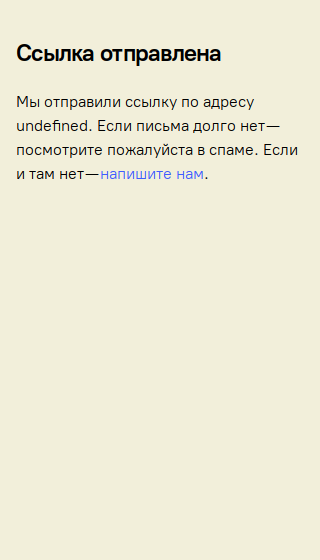 Ссылка отправлена
Мы отправили ссылку по адресу
undefined. Если письма долго нет—
посмотрите пожалуйста в спаме. Если
и там нет—напишите нам.